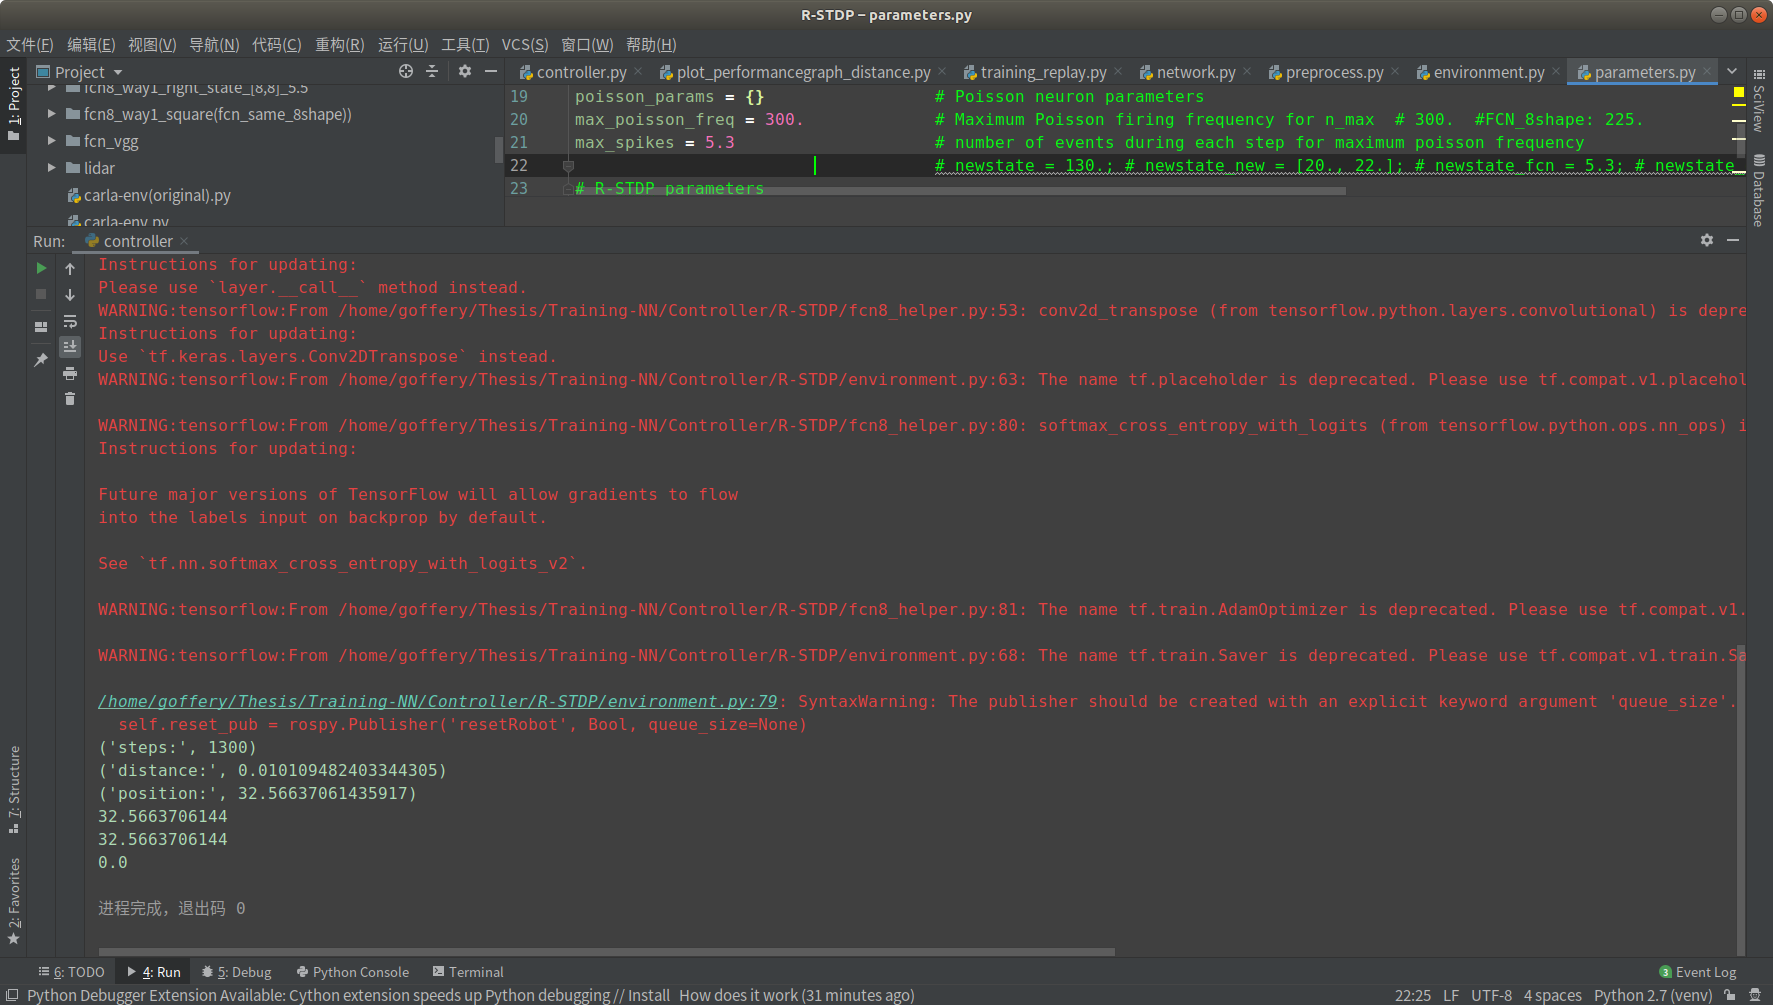 R-STDP – parameters.py
文件(F) 编辑(E) 视图(V) 导航(N) 代码(C) 重构(R) 运行(U) 工具(T) VCS(S) 窗口(W) 帮助(H)
1: Project
Project
controller.py plot_performancegraph_distance.py training_replay.py network.py preprocess.py environment.py parameters.py
fcn8_way1_right_state_[8,8]_5.5
fcn8_way1_square(fcn_same_8shape))
fcn_vgg
lidar
carla-env(original).py
carla-env.py
19 poisson_params = {} # Poisson neuron parameters
20 max_poisson_freq = 300. # Maximum Poisson firing frequency for n_max # 300. #FCN_8shape: 225.
21 max_spikes = 5.3 # number of events during each step for maximum poisson frequency
22 # newstate = 130.; # newstate_new = [20., 22.]; # newstate_fcn = 5.3; # newstate_
23 # R-STDP parameters
SciView
Database
Run: controller
Instructions for updating:
Please use `layer.__call__` method instead.
WARNING:tensorflow:From /home/goffery/Thesis/Training-NN/Controller/R-STDP/fcn8_helper.py:53: conv2d_transpose (from tensorflow.python.layers.convolutional) is depre
Instructions for updating:
Use `tf.keras.layers.Conv2DTranspose` instead.
WARNING:tensorflow:From /home/goffery/Thesis/Training-NN/Controller/R-STDP/environment.py:63: The name tf.placeholder is deprecated. Please use tf.compat.v1.placehol
WARNING:tensorflow:From /home/goffery/Thesis/Training-NN/Controller/R-STDP/fcn8_helper.py:80: softmax_cross_entropy_with_logits (from tensorflow.python.ops.nn_ops) i
Instructions for updating:
Future major versions of TensorFlow will allow gradients to flow
into the labels input on backprop by default.
See `tf.nn.softmax_cross_entropy_with_logits_v2`.
WARNING:tensorflow:From /home/goffery/Thesis/Training-NN/Controller/R-STDP/fcn8_helper.py:81: The name tf.train.AdamOptimizer is deprecated. Please use tf.compat.v1.
WARNING:tensorflow:From /home/goffery/Thesis/Training-NN/Controller/R-STDP/environment.py:68: The name tf.train.Saver is deprecated. Please use tf.compat.v1.train.Sa
/home/goffery/Thesis/Training-NN/Controller/R-STDP/environment.py:79: SyntaxWarning: The publisher should be created with an explicit keyword argument 'queue_size'.
self.reset_pub = rospy.Publisher('resetRobot', Bool, queue_size=None)
('steps:', 1300)
('distance:', 0.010109482403344305)
('position:', 32.56637061435917)
32.5663706144
32.5663706144
0.0
进程完成，退出码 0
7: Structure
2: Favorites
6: TODO 4: Run 5: Debug Python Console Terminal 3 Event Log
Python Debugger Extension Available: Cython extension speeds up Python debugging // Install How does it work (31 minutes ago) 22:25 LF UTF-8 4 spaces Python 2.7 (venv)